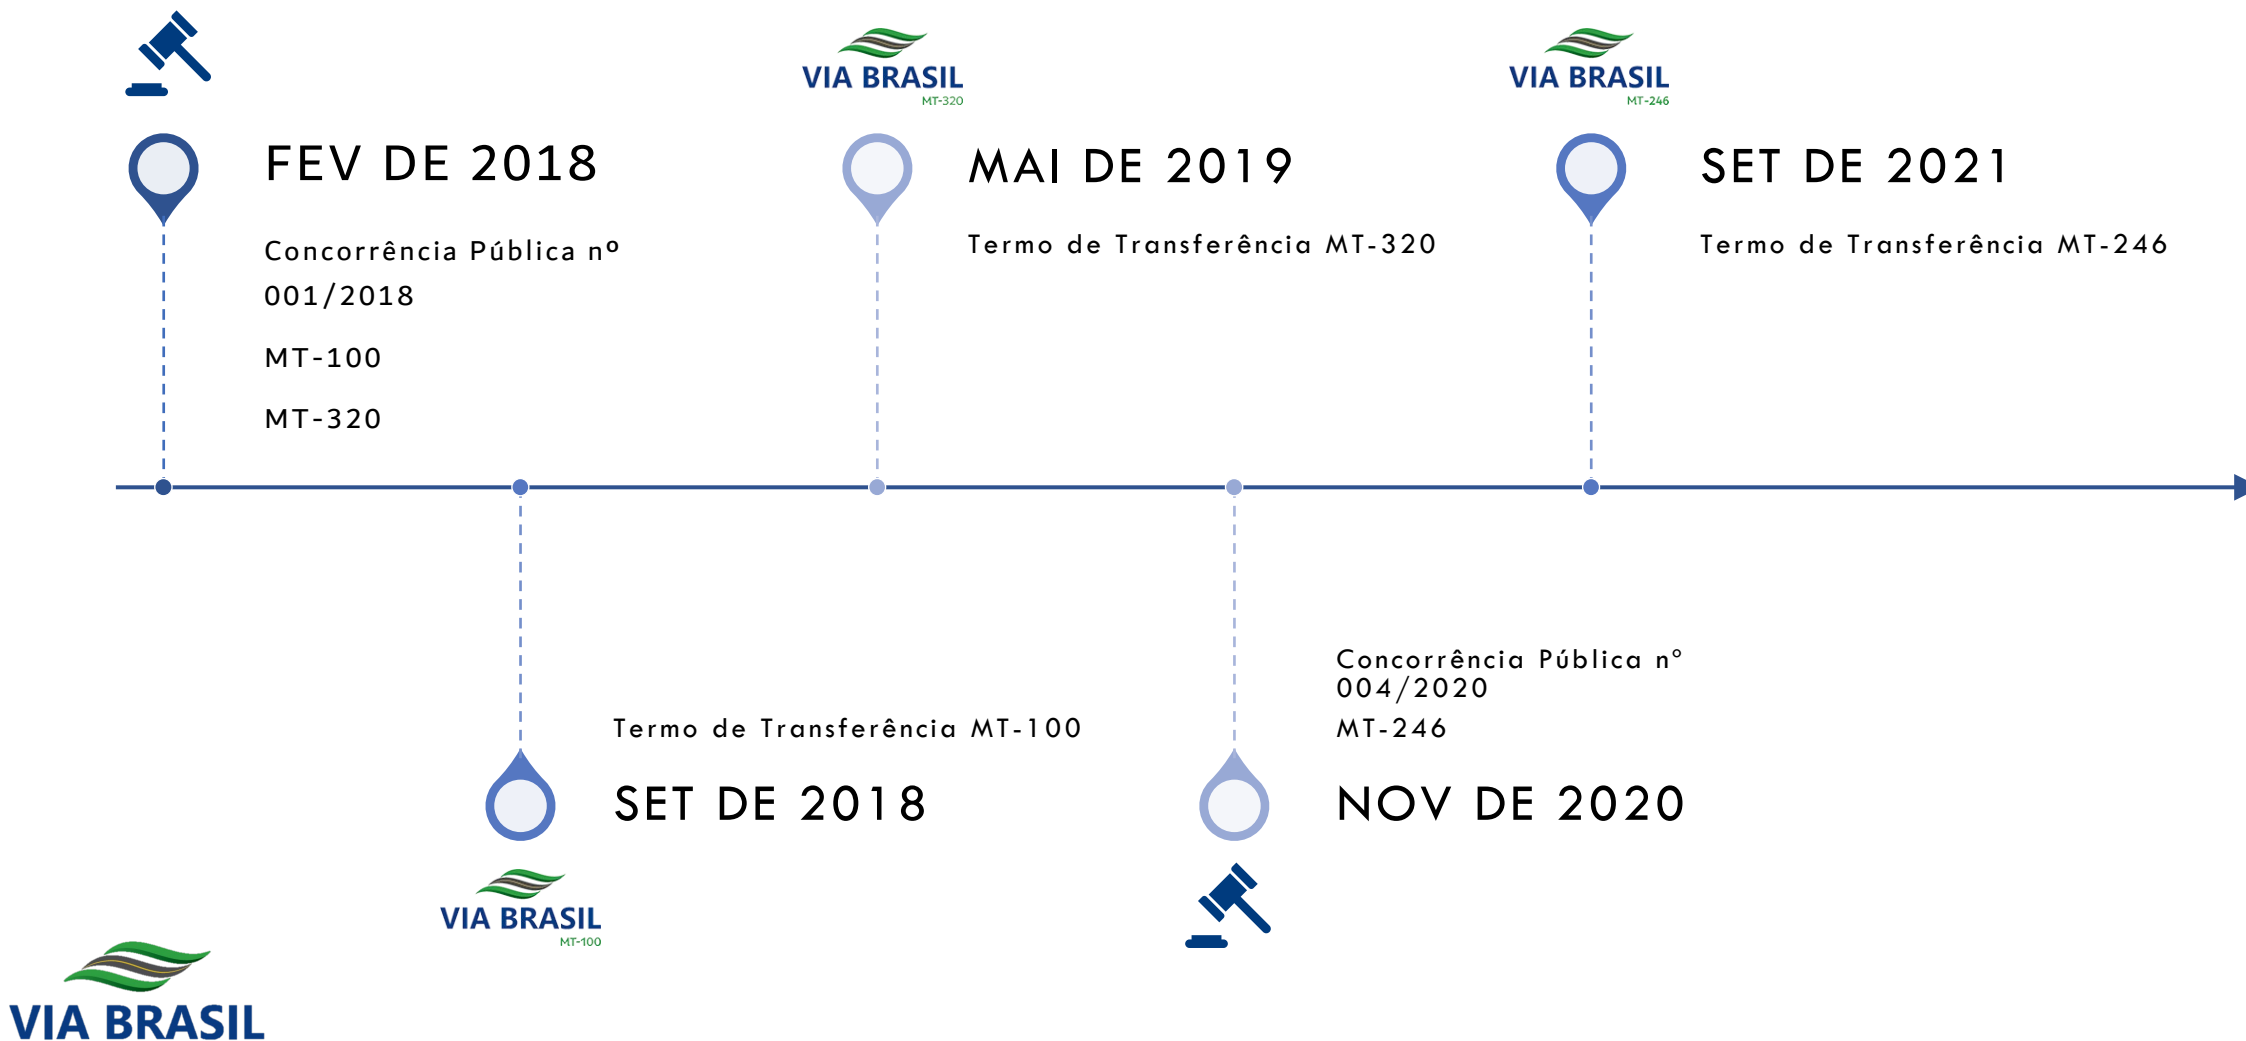 VIA BRASIL
MT-320
VIA BRASIL
MT-246
FEV DE 2018
Concorrência Pública nº
001/2018
MT-100
MT-320
MAI DE 2019
Termo de Transferência MT-320
SET DE 2021
Termo de Transferência MT-246
Termo de Transferência MT-100
SET DE 2018
VIA BRASIL
MT-100
Concorrência Pública nº
004/2020
MT-246
NOV DE 2020
VIA BRASIL